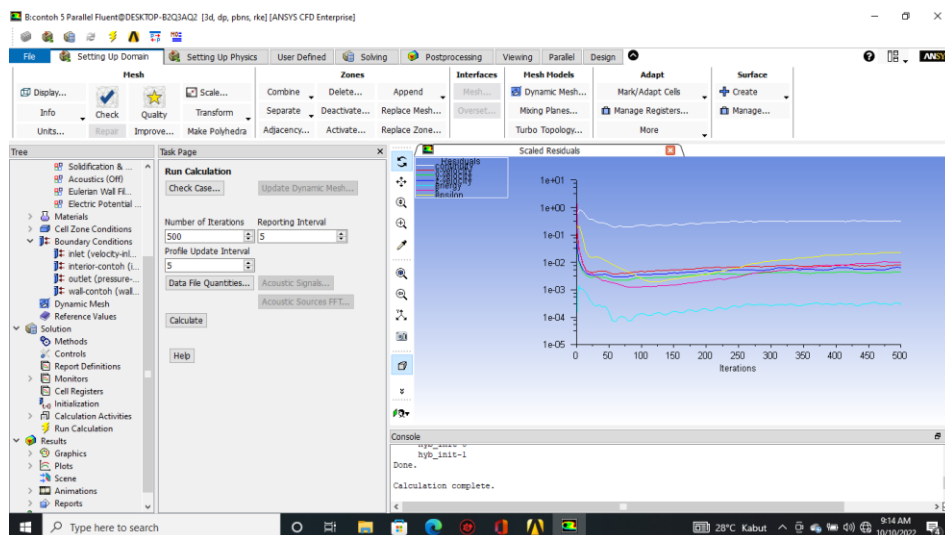 B:contoh 5 Parallel Fluent@DESKTOP-B2Q3AQ2 [3d, dp, pbns, rke] [ANSYS CFD Enterprise]
File Setting Up Domain Setting Up Physics User Defined Solving Postprocessing Viewing Parallel Design ANSY
Mesh Zones Interfaces Mesh Models Adapt Surface
Display... Scale... Combine Delete... Append Mesh... Dynamic Mesh... Mark/Adapt Cells Create
Info Check Quality Transform Separate Deactivate... Replace Mesh... Overset... Mixing Planes... Manage Registers... Manage...
Units... Repair Improve... Make Polyhedra Adjacency... Activate... Replace Zone... Turbo Topology... More
Tree
Solidification & ...
Acoustics (Off)
Eulerian Wall Fil...
Electric Potential ...
Materials
Cell Zone Conditions
Boundary Conditions
inlet (velocity-inl...
interior-contoh (i...
outlet (pressure-...
wall-contoh (wall...
Dynamic Mesh
Reference Values
Solution
Methods
Controls
Report Definitions
Monitors
Cell Registers
Initialization
Calculation Activities
Run Calculation
Results
Graphics
Plots
Scene
Animations
Reports
Task Page
Run Calculation
Check Case... Update Dynamic Mesh...
Number of Iterations Reporting Interval
500 5
Profile Update Interval
5
Data File Quantities... Acoustic Signals...
Acoustic Sources FFT...
Calculate
Help
Scaled Residuals
Residuals
continuity
x-velocity
y-velocity
z-velocity
energy
k
epsilon
1e+01
1e+00
1e-01
1e-02
1e-03
1e-04
1e-05
0 50 100 150 200 250 300 350 400 450 500
Iterations
Console
hyb_init-1
Done.
Calculation complete.
Type here to search
28°C Kabut
9:14 AM
10/10/2022